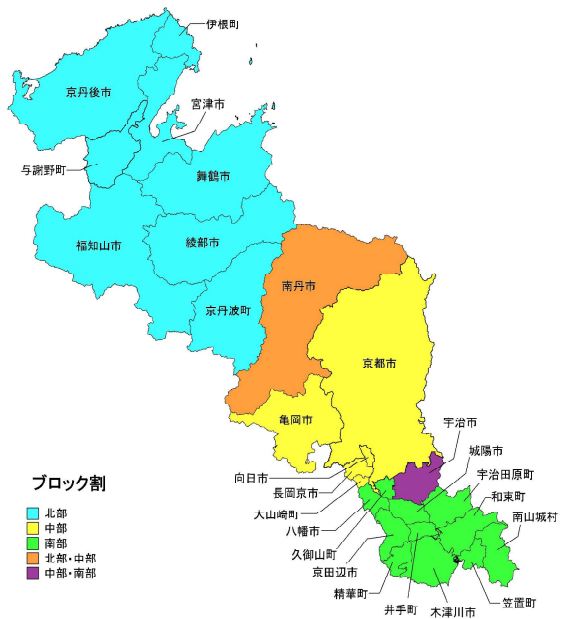 伊根町
京丹後市
宮津市
与謝野町
舞鶴市
福知山市
綾部市
南丹市
京丹波町
京都市
亀岡市
宇治市
城陽市
宇治田原町
和束町
南山城村
向日市
長岡京市
大山崎町
八幡市
久御山町
京田辺市
精華町
井手町
木津川市
笠置町
ブロック割
北部
中部
南部
北部・中部
中部・南部